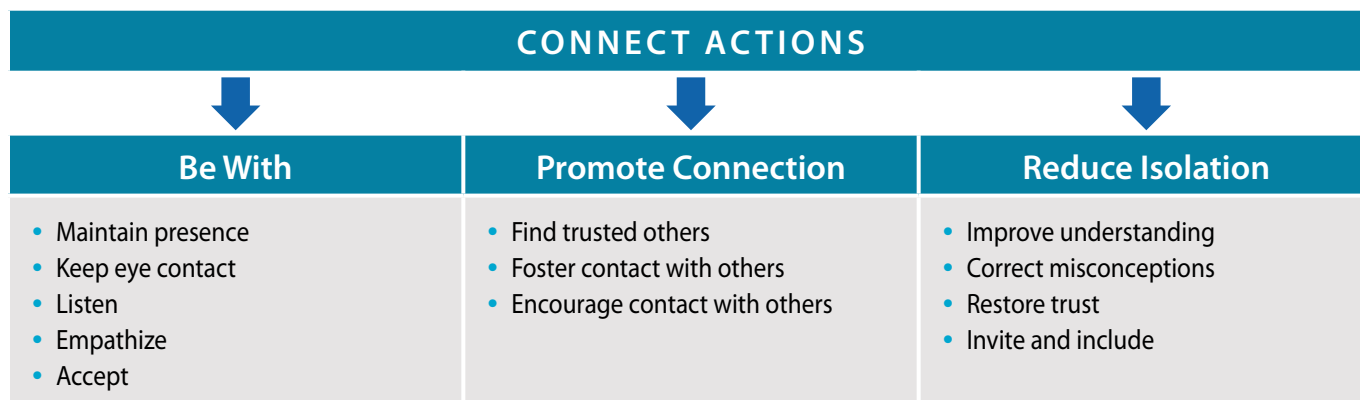 CONNECT ACTIONS
Be With
• Maintain presence
• Keep eye contact
• Listen
• Empathize
• Accept
Promote Connection
• Find trusted others
• Foster contact with others
• Encourage contact with others
Reduce Isolation
• Improve understanding
• Correct misconceptions
• Restore trust
• Invite and include